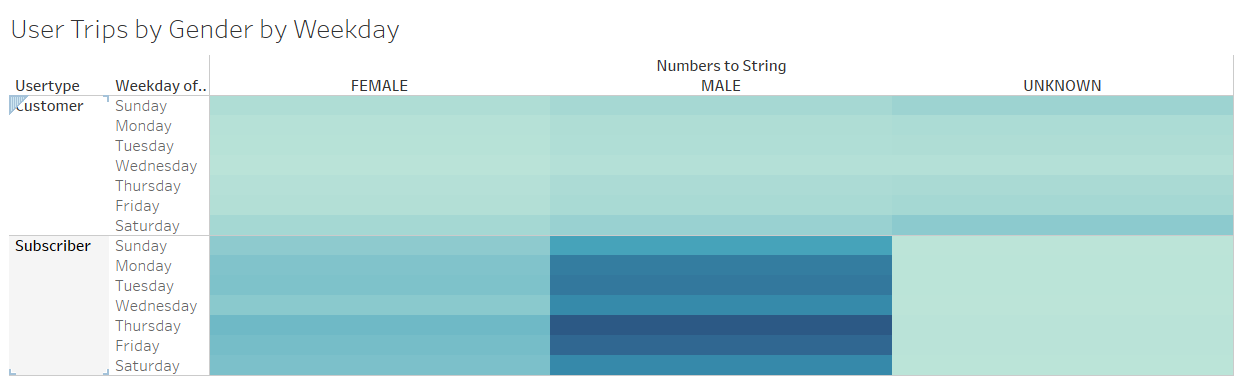 User Trips by Gender by Weekday
Numbers to String
Usertype Weekday of.. FEMALE MALE UNKNOWN
Customer Sunday
Monday
Tuesday
Wednesday
Thursday
Friday
Saturday
Subscriber Sunday
Monday
Tuesday
Wednesday
Thursday
Friday
Saturday